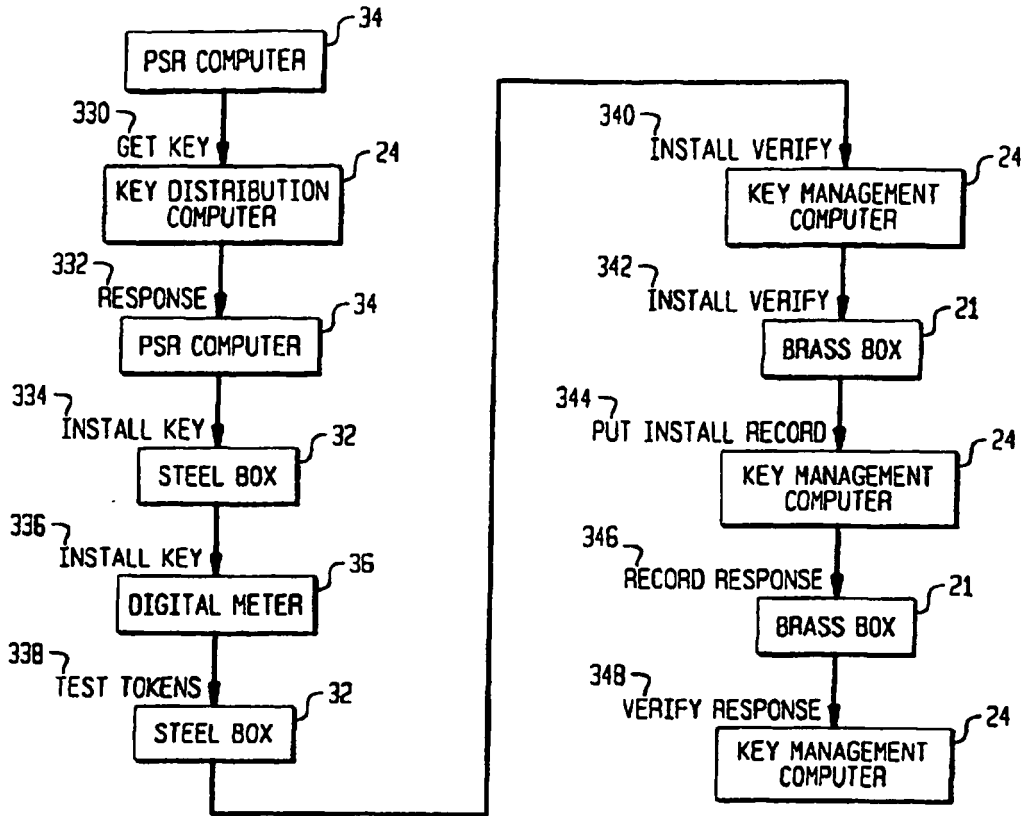 34
PSR COMPUTER
330
GET KEY
24
KEY DISTRIBUTION
COMPUTER
332
RESPONSE
34
PSR COMPUTER
334
INSTALL KEY
32
STEEL BOX
336
INSTALL KEY
36
DIGITAL METER
338
TEST TOKENS
32
STEEL BOX
340
INSTALL VERIFY
24
KEY MANAGEMENT
COMPUTER
342
INSTALL VERIFY
21
BRASS BOX
344
PUT INSTALL RECORD
24
KEY MANAGEMENT
COMPUTER
346
RECORD RESPONSE
21
BRASS BOX
348
VERIFY RESPONSE
24
KEY MANAGEMENT
COMPUTER